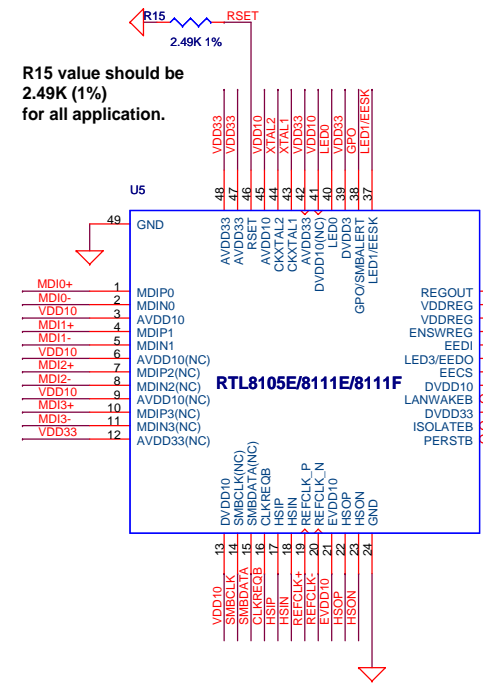 R15 RSET
2.49K 1%
R15 value should be
2.49K (1%)
for all application.
VDD33
VDD33
VDD10
XTAL2
XTAL1
VDD33
VDD10
LED0
VDD33
GPO
LED1/EESK
U5
48
47
46
45
44
43
42
41
40
39
38
37
AVDD33
AVDD33
RSET
AVDD10
CKXTAL2
CKXTAL1
AVDD33
DVDD10(NC)
LED0
DVDD3
GPO/SMBALERT
LED1/EESK
49 GND
MDI0+ 1 MDIP0
MDI0- 2 MDIN0
VDD10 3 AVDD10
MDI1+ 4 MDIP1
MDI1- 5 MDIN1
VDD10 6 AVDD10(NC)
MDI2+ 7 MDIP2(NC)
MDI2- 8 MDIN2(NC)
VDD10 9 AVDD10(NC)
MDI3+ 10 MDIP3(NC)
MDI3- 11 MDIN3(NC)
VDD33 12 AVDD33(NC)
RTL8105E/8111E/8111F
REGOUT
VDDREG
VDDREG
ENSWREG
EEDI
LED3/EEDO
EECS
DVDD10
LANWAKEB
DVDD33
ISOLATEB
PERSTB
DVDD10
SMBCLK(NC)
SMBDATA(NC)
CLKREQB
HSIP
HSIN
REFCLK_P
REFCLK_N
EVDD10
HSOP
HSON
GND
13
14
15
16
17
18
19
20
21
22
23
24
VDD10
SMBCLK
SMBDATA
CLKREQB
HSIP
HSIN
REFCLK+
REFCLK-
EVDD10
HSOP
HSON